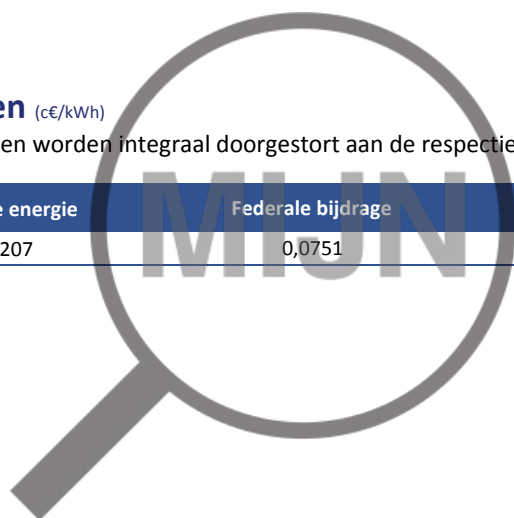 en (c€/kWh)
en worden integraal doorgestort aan de respectie
e energie Federale bijdrage
207 0,0751
MIJN